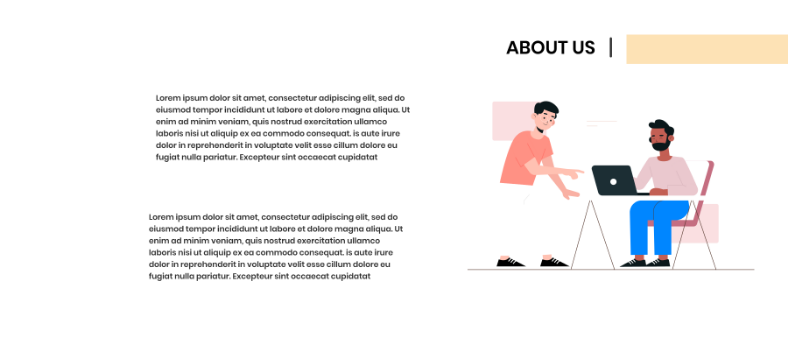 ABOUT US
Lorem ipsum dolor sit amet, consectetur adipiscing elit, sed do
eiusmod tempor incididunt ut labore et dolore magna aliqua. Ut
enim ad minim veniam, quis nostrud exercitation ullamco
laboris nisi ut aliquip ex ea commodo consequat. is aute irure
dolor in reprehenderit in voluptate velit esse cillum dolore eu
fugiat nulla pariatur. Excepteur sint occaecat cupidatat
Lorem ipsum dolor sit amet, consectetur adipiscing elit, sed do
eiusmod tempor incididunt ut labore et dolore magna aliqua. Ut
enim ad minim veniam, quis nostrud exercitation ullamco
laboris nisi ut aliquip ex ea commodo consequat. is aute irure
dolor in reprehenderit in voluptate velit esse cillum dolore eu
fugiat nulla pariatur. Excepteur sint occaecat cupidatat